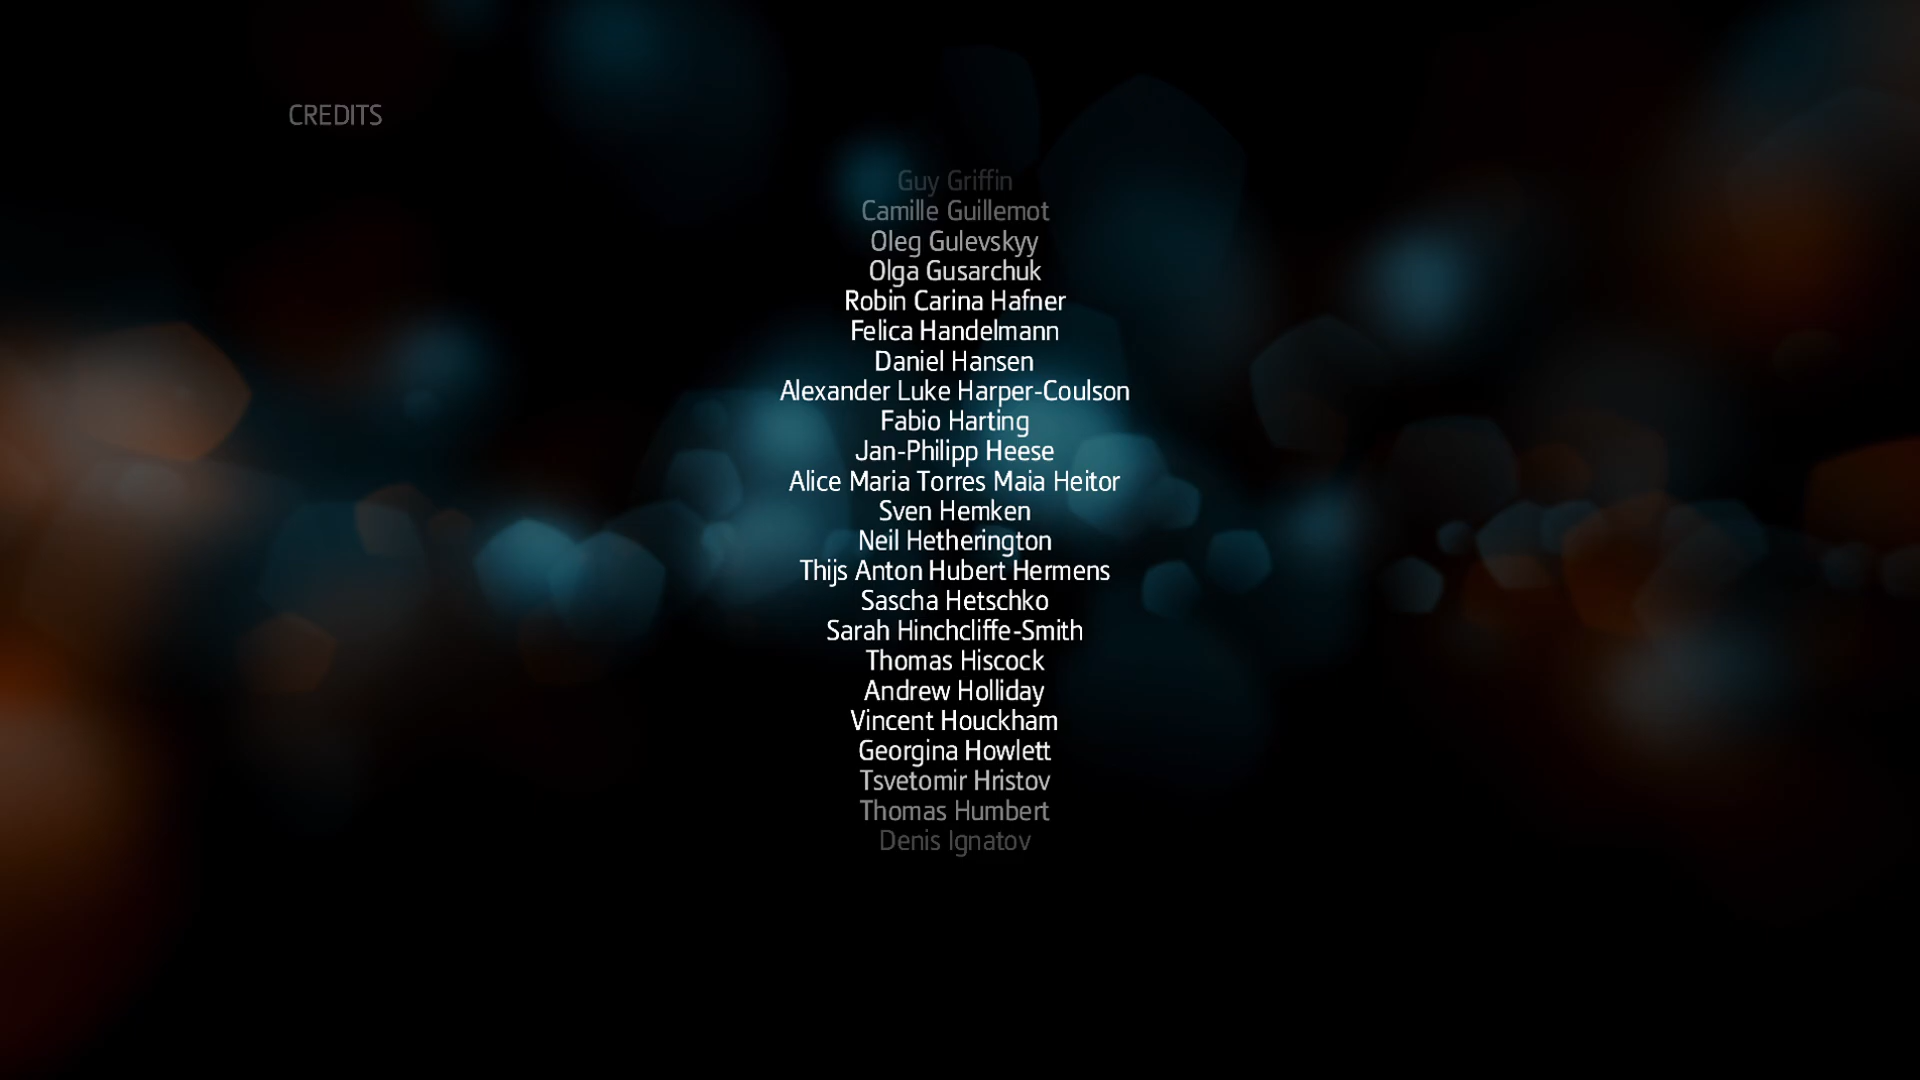 CREDITS
Guy Griffin
Camille Guillemot
Oleg Gulevskyy
Olga Gusarchuk
Robin Carina Hafner
Felica Handelmann
Daniel Hansen
Alexander Luke Harper-Coulson
Fabio Harting
Jan-Philipp Heese
Alice Maria Torres Maia Heitor
Sven Hemken
Neil Hetherington
Thijs Anton Hubert Hermens
Sascha Hetschko
Sarah Hinchcliffe-Smith
Thomas Hiscock
Andrew Holliday
Vincent Houckham
Georgina Howlett
Tsvetomir Hristov
Thomas Humbert
Denis Ignatov